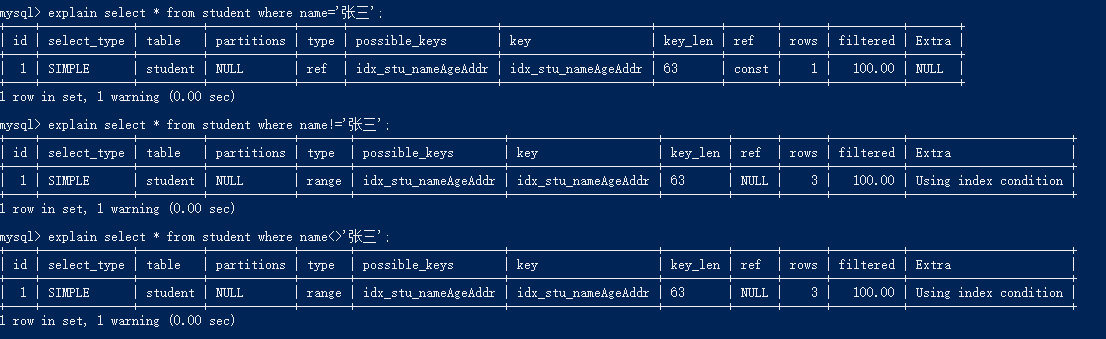 mysql> explain select * from student where name='张三';
| id | select_type | table | partitions | type | possible_keys | key | key_len | ref | rows | filtered | Extra |
| 1 | SIMPLE | student | NULL | ref | idx_stu_nameAgeAddr | idx_stu_nameAgeAddr | 63 | const | 1 | 100.00 | NULL |
1 row in set, 1 warning (0.00 sec)
mysql> explain select * from student where name!='张三';
| id | select_type | table | partitions | type | possible_keys | key | key_len | ref | rows | filtered | Extra |
| 1 | SIMPLE | student | NULL | range | idx_stu_nameAgeAddr | idx_stu_nameAgeAddr | 63 | NULL | 3 | 100.00 | Using index condition |
1 row in set, 1 warning (0.00 sec)
mysql> explain select * from student where name<>'张三';
| id | select_type | table | partitions | type | possible_keys | key | key_len | ref | rows | filtered | Extra |
| 1 | SIMPLE | student | NULL | range | idx_stu_nameAgeAddr | idx_stu_nameAgeAddr | 63 | NULL | 3 | 100.00 | Using index condition |
1 row in set, 1 warning (0.00 sec)